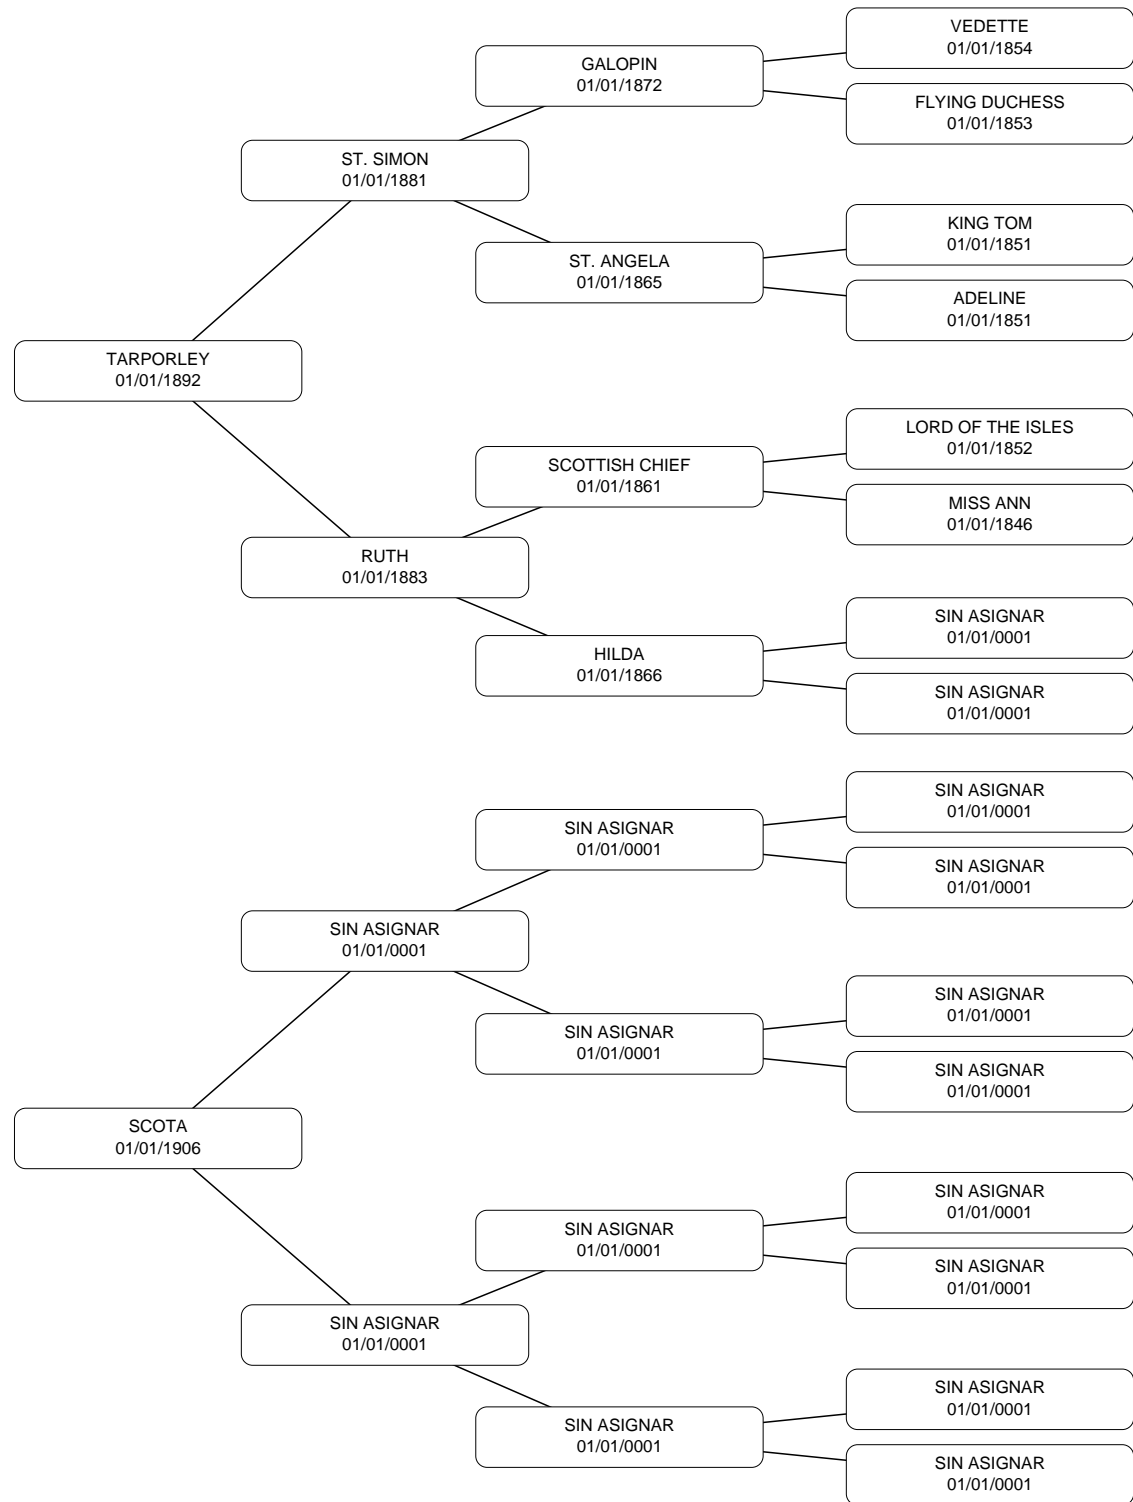 VEDETTE
01/01/1854
GALOPIN
01/01/1872
FLYING DUCHESS
01/01/1853
ST. SIMON
01/01/1881
KING TOM
01/01/1851
ST. ANGELA
01/01/1865
ADELINE
01/01/1851
TARPORLEY
01/01/1892
LORD OF THE ISLES
01/01/1852
SCOTTISH CHIEF
01/01/1861
MISS ANN
01/01/1846
RUTH
01/01/1883
SIN ASIGNAR
01/01/0001
HILDA
01/01/1866
SIN ASIGNAR
01/01/0001
SIN ASIGNAR
01/01/0001
SIN ASIGNAR
01/01/0001
SIN ASIGNAR
01/01/0001
SIN ASIGNAR
01/01/0001
SIN ASIGNAR
01/01/0001
SIN ASIGNAR
01/01/0001
SIN ASIGNAR
01/01/0001
SCOTA
01/01/1906
SIN ASIGNAR
01/01/0001
SIN ASIGNAR
01/01/0001
SIN ASIGNAR
01/01/0001
SIN ASIGNAR
01/01/0001
SIN ASIGNAR
01/01/0001
SIN ASIGNAR
01/01/0001
SIN ASIGNAR
01/01/0001